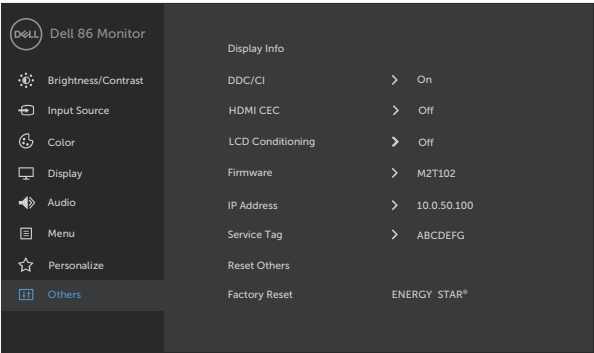 DELL Dell 86 Monitor
Display Info
Brightness/Contrast DDC/CI On
Input Source HDMI CEC Off
Color LCD Conditioning Off
Display Firmware M2T102
Audio IP Address 10.0.50.100
Menu Service Tag ABCDEFG
Personalize Reset Others
Others Factory Reset ENERGY STAR®